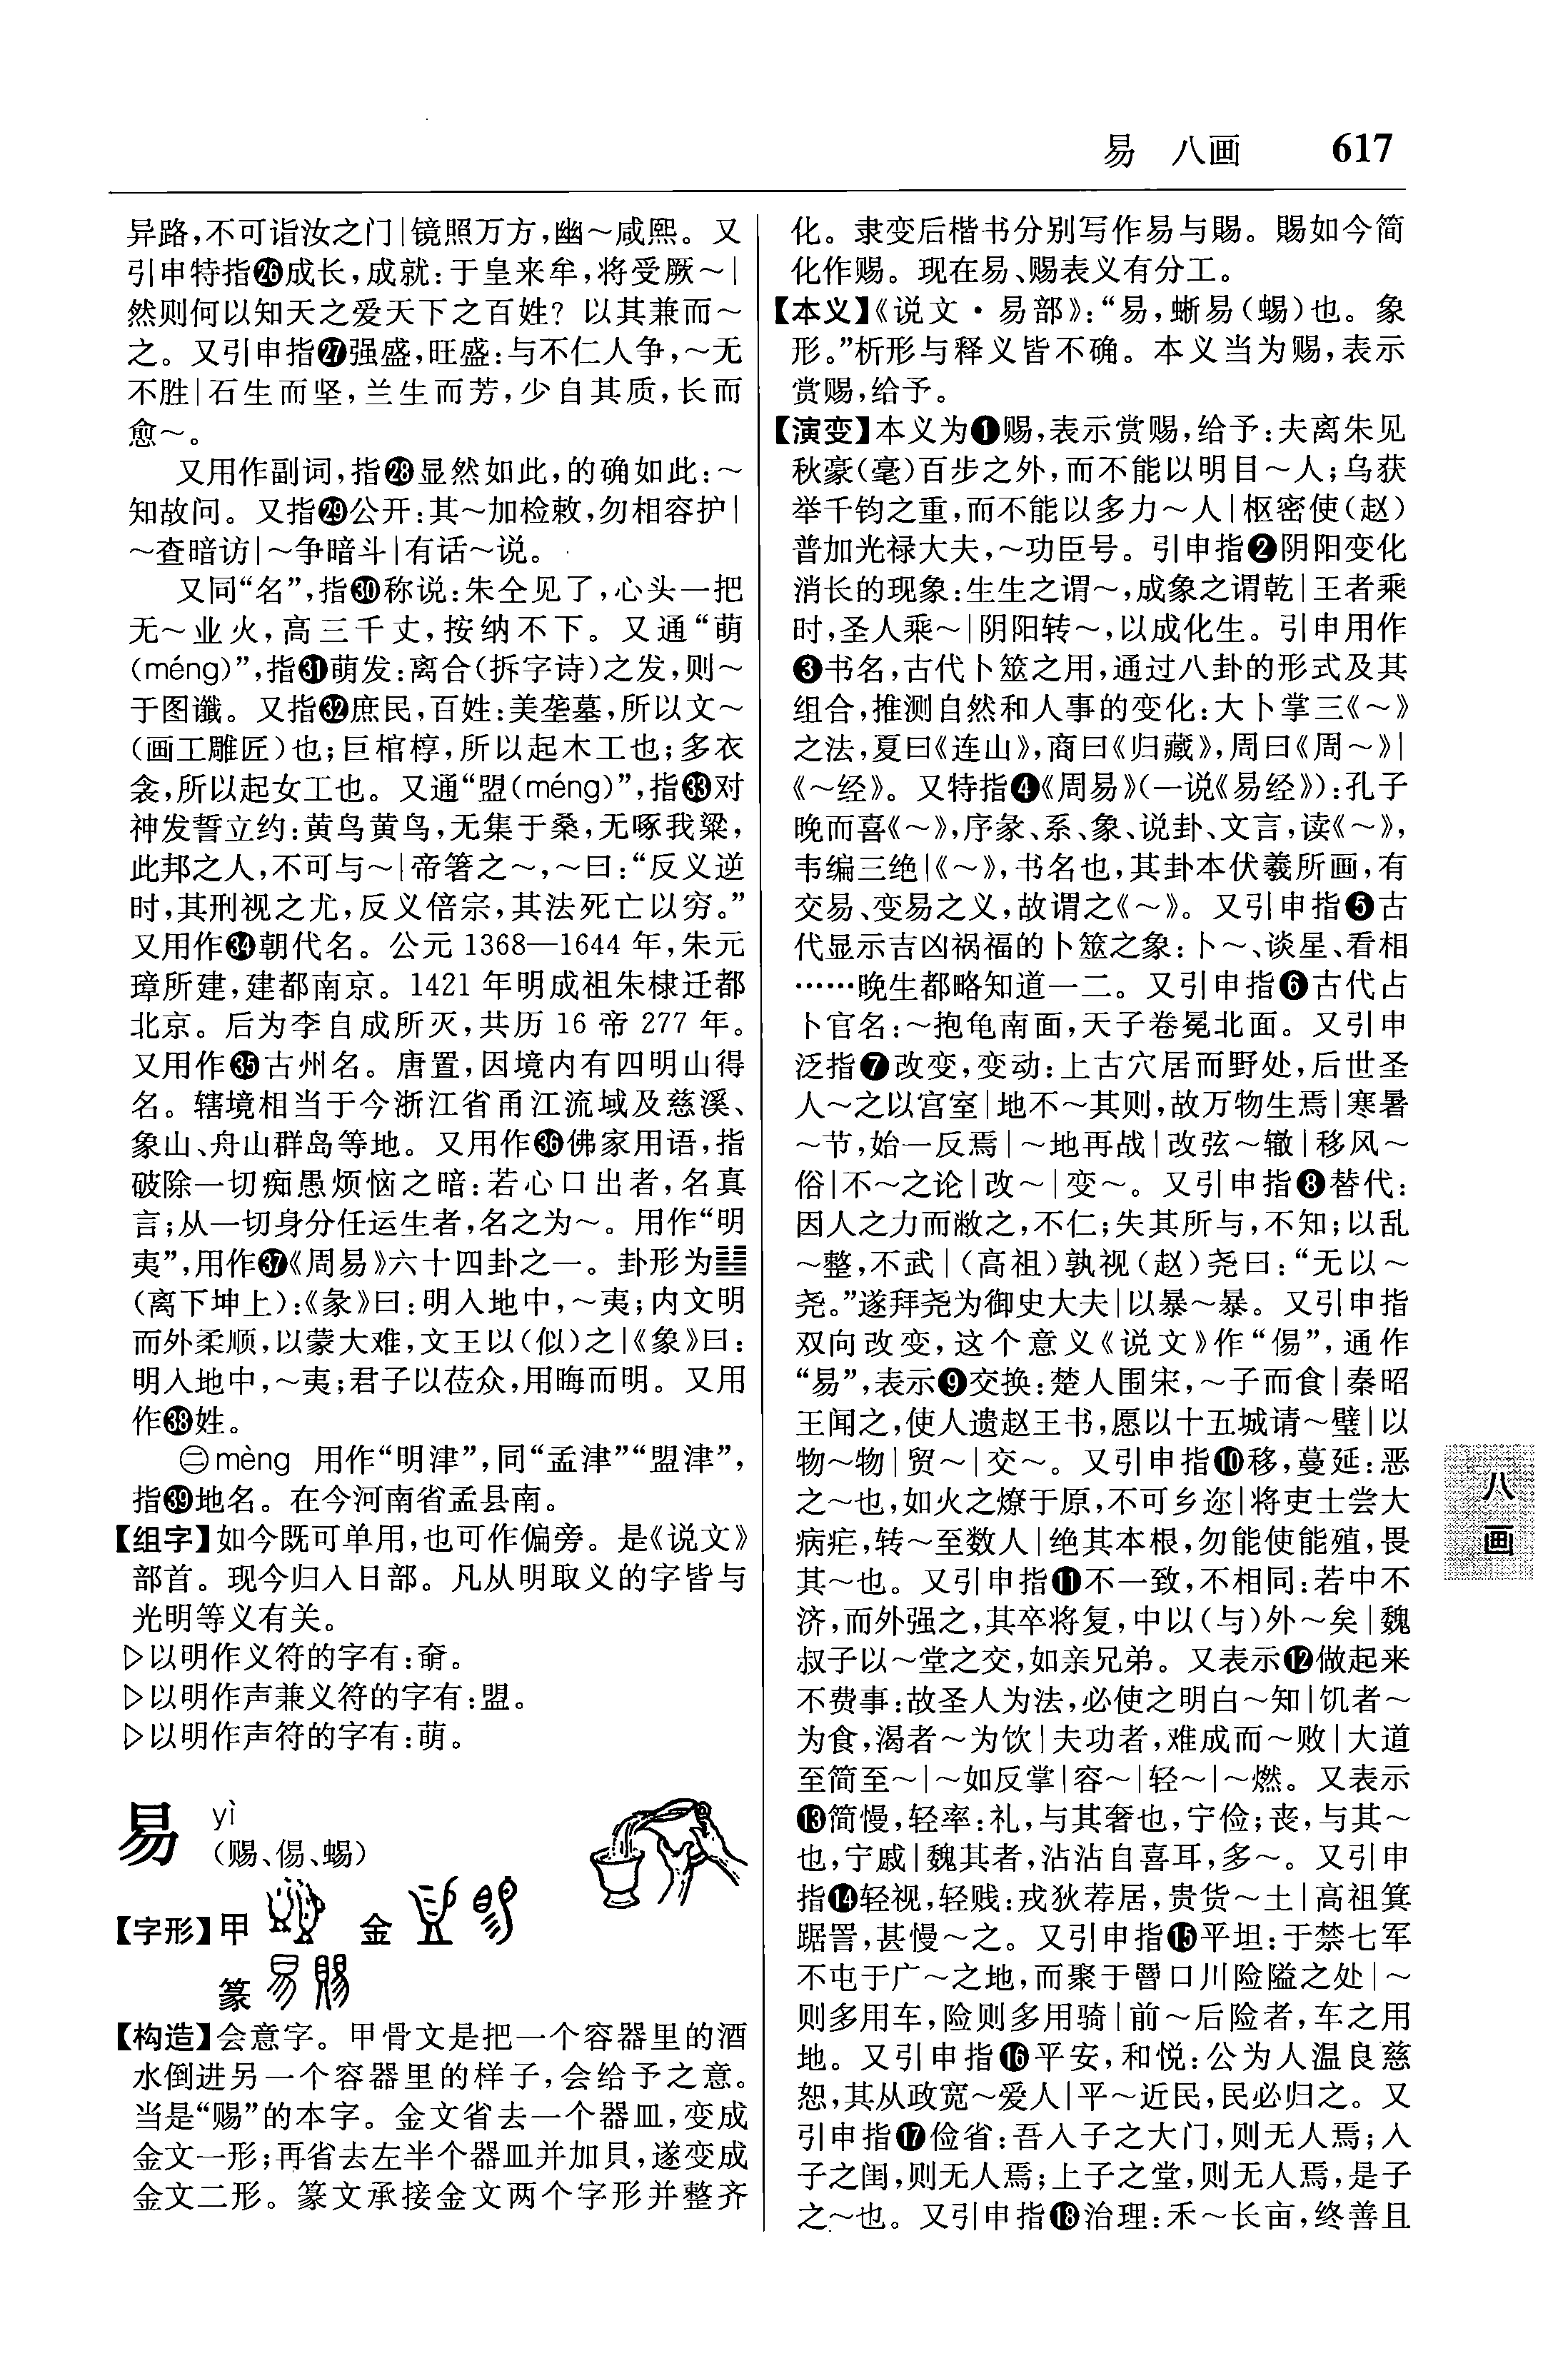 易 八画 617
异路,不可诣汝之门|镜照万方,幽～咸熙。又
引申特指㉖成长,成就:于皇来牟,将受厥～|
然则何以知天之爱天下之百姓?以其兼而～
之。又引申指㉗强盛,旺盛:与不仁人争,～无
不胜|石生而坚,兰生而芳,少自其质,长而
愈～。
又用作副词,指㉘显然如此,的确如此:～
知故问。又指㉙公开:其～加检敕,勿相容护|
～查暗访|～争暗斗|有话～说。
又同“名”,指㉚称说:朱仝见了,心头一把
无～业火,高三千丈,按纳不下。又通“萌
(méng)”,指㉛萌发:离合(拆字诗)之发,则～
于图谶。又指㉜庶民,百姓:美垄墓,所以文～
(画工雕匠)也;巨棺椁,所以起木工也;多衣
衾,所以起女工也。又通“盟(méng)”,指㉝对
神发誓立约:黄鸟黄鸟,无集于桑,无啄我粱,
此邦之人,不可与～|帝箸之～,～曰:“反义逆
时,其刑视之尤,反义倍宗,其法死亡以穷。”
又用作㉞朝代名。公元1368—1644年,朱元
璋所建,建都南京。1421年明成祖朱棣迁都
北京。后为李自成所灭,共历16帝277年。
又用作㉟古州名。唐置,因境内有四明山得
名。辖境相当于今浙江省甬江流域及慈溪、
象山、舟山群岛等地。又用作㊱佛家用语,指
破除一切痴愚烦恼之暗:若心口出者,名真
言;从一切身分任运生者,名之为～。用作“明
夷”,用作㊲《周易》六十四卦之一。卦形为䷣
(离下坤上):《彖》曰:明入地中,～夷;内文明
而外柔顺,以蒙大难,文王以(似)之|《象》曰:
明入地中,～夷;君子以莅众,用晦而明。又用
作㊳姓。
㊁mèng 用作“明津”,同“孟津”“盟津”,
指㊴地名。在今河南省孟县南。
【组字】如今既可单用,也可作偏旁。是《说文》
部首。现今归入日部。凡从明取义的字皆与
光明等义有关。
▷以明作义符的字有:朚。
▷以明作声兼义符的字有:盟。
▷以明作声符的字有:萌。
易 yì
(赐、偒、蜴)
【字形】甲 金
篆
【构造】会意字。甲骨文是把一个容器里的酒
水倒进另一个容器里的样子,会给予之意。
当是“赐”的本字。金文省去一个器皿,变成
金文一形;再省去左半个器皿并加贝,遂变成
金文二形。篆文承接金文两个字形并整齐
化。隶变后楷书分别写作易与賜。賜如今简
化作赐。现在易、赐表义有分工。
【本义】《说文·易部》:“易,蜥易(蜴)也。象
形。”析形与释义皆不确。本义当为赐,表示
赏赐,给予。
【演变】本义为❶赐,表示赏赐,给予:夫离朱见
秋豪(毫)百步之外,而不能以明目～人;乌获
举千钧之重,而不能以多力～人|枢密使(赵)
普加光禄大夫,～功臣号。引申指❷阴阳变化
消长的现象:生生之谓～,成象之谓乾|王者乘
时,圣人乘～|阴阳转～,以成化生。引申用作
❸书名,古代卜筮之用,通过八卦的形式及其
组合,推测自然和人事的变化:大卜掌三《～》
之法,夏曰《连山》,商曰《归藏》,周曰《周～》|
《～经》。又特指❹《周易》(一说《易经》):孔子
晚而喜《～》,序彖、系、象、说卦、文言,读《～》,
韦编三绝|《～》,书名也,其卦本伏羲所画,有
交易、变易之义,故谓之《～》。又引申指❺古
代显示吉凶祸福的卜筮之象:卜～、谈星、看相
……晚生都略知道一二。又引申指❻古代占
卜官名:～抱龟南面,天子卷冕北面。又引申
泛指❼改变,变动:上古穴居而野处,后世圣
人～之以宫室|地不～其则,故万物生焉|寒暑
～节,始一反焉|～地再战|改弦～辙|移风～
俗|不～之论|改～|变～。又引申指❽替代:
因人之力而敝之,不仁;失其所与,不知;以乱
～整,不武|(高祖)孰视(赵)尧曰:“无以～
尧。”遂拜尧为御史大夫|以暴～暴。又引申指
双向改变,这个意义《说文》作“偒”,通作
“易”,表示❾交换:楚人围宋,～子而食|秦昭
王闻之,使人遗赵王书,愿以十五城请～璧|以
物～物|贸～|交～。又引申指❿移,蔓延:恶
之～也,如火之燎于原,不可乡迩|将吏士尝大
病疟,转～至数人|绝其本根,勿能使能殖,畏
其～也。又引申指⓫不一致,不相同:若中不
济,而外强之,其卒将复,中以(与)外～矣|魏
叔子以～堂之交,如亲兄弟。又表示⓬做起来
不费事:故圣人为法,必使之明白～知|饥者～
为食,渴者～为饮|夫功者,难成而～败|大道
至简至～|～如反掌|容～|轻～|～燃。又表示
⓭简慢,轻率:礼,与其奢也,宁俭;丧,与其～
也,宁戚|魏其者,沾沾自喜耳,多～。又引申
指⓮轻视,轻贱:戎狄荐居,贵货～土|高祖箕
踞詈,甚慢～之。又引申指⓯平坦:于禁七军
不屯于广～之地,而聚于罾口川险隘之处|～
则多用车,险则多用骑|前～后险者,车之用
地。又引申指⓰平安,和悦:公为人温良慈
恕,其从政宽～爱人|平～近民,民必归之。又
引申指⓱俭省:吾入子之大门,则无人焉;入
子之闺,则无人焉;上子之堂,则无人焉,是子
之～也。又引申指⓲治理:禾～长亩,终善且
八
画